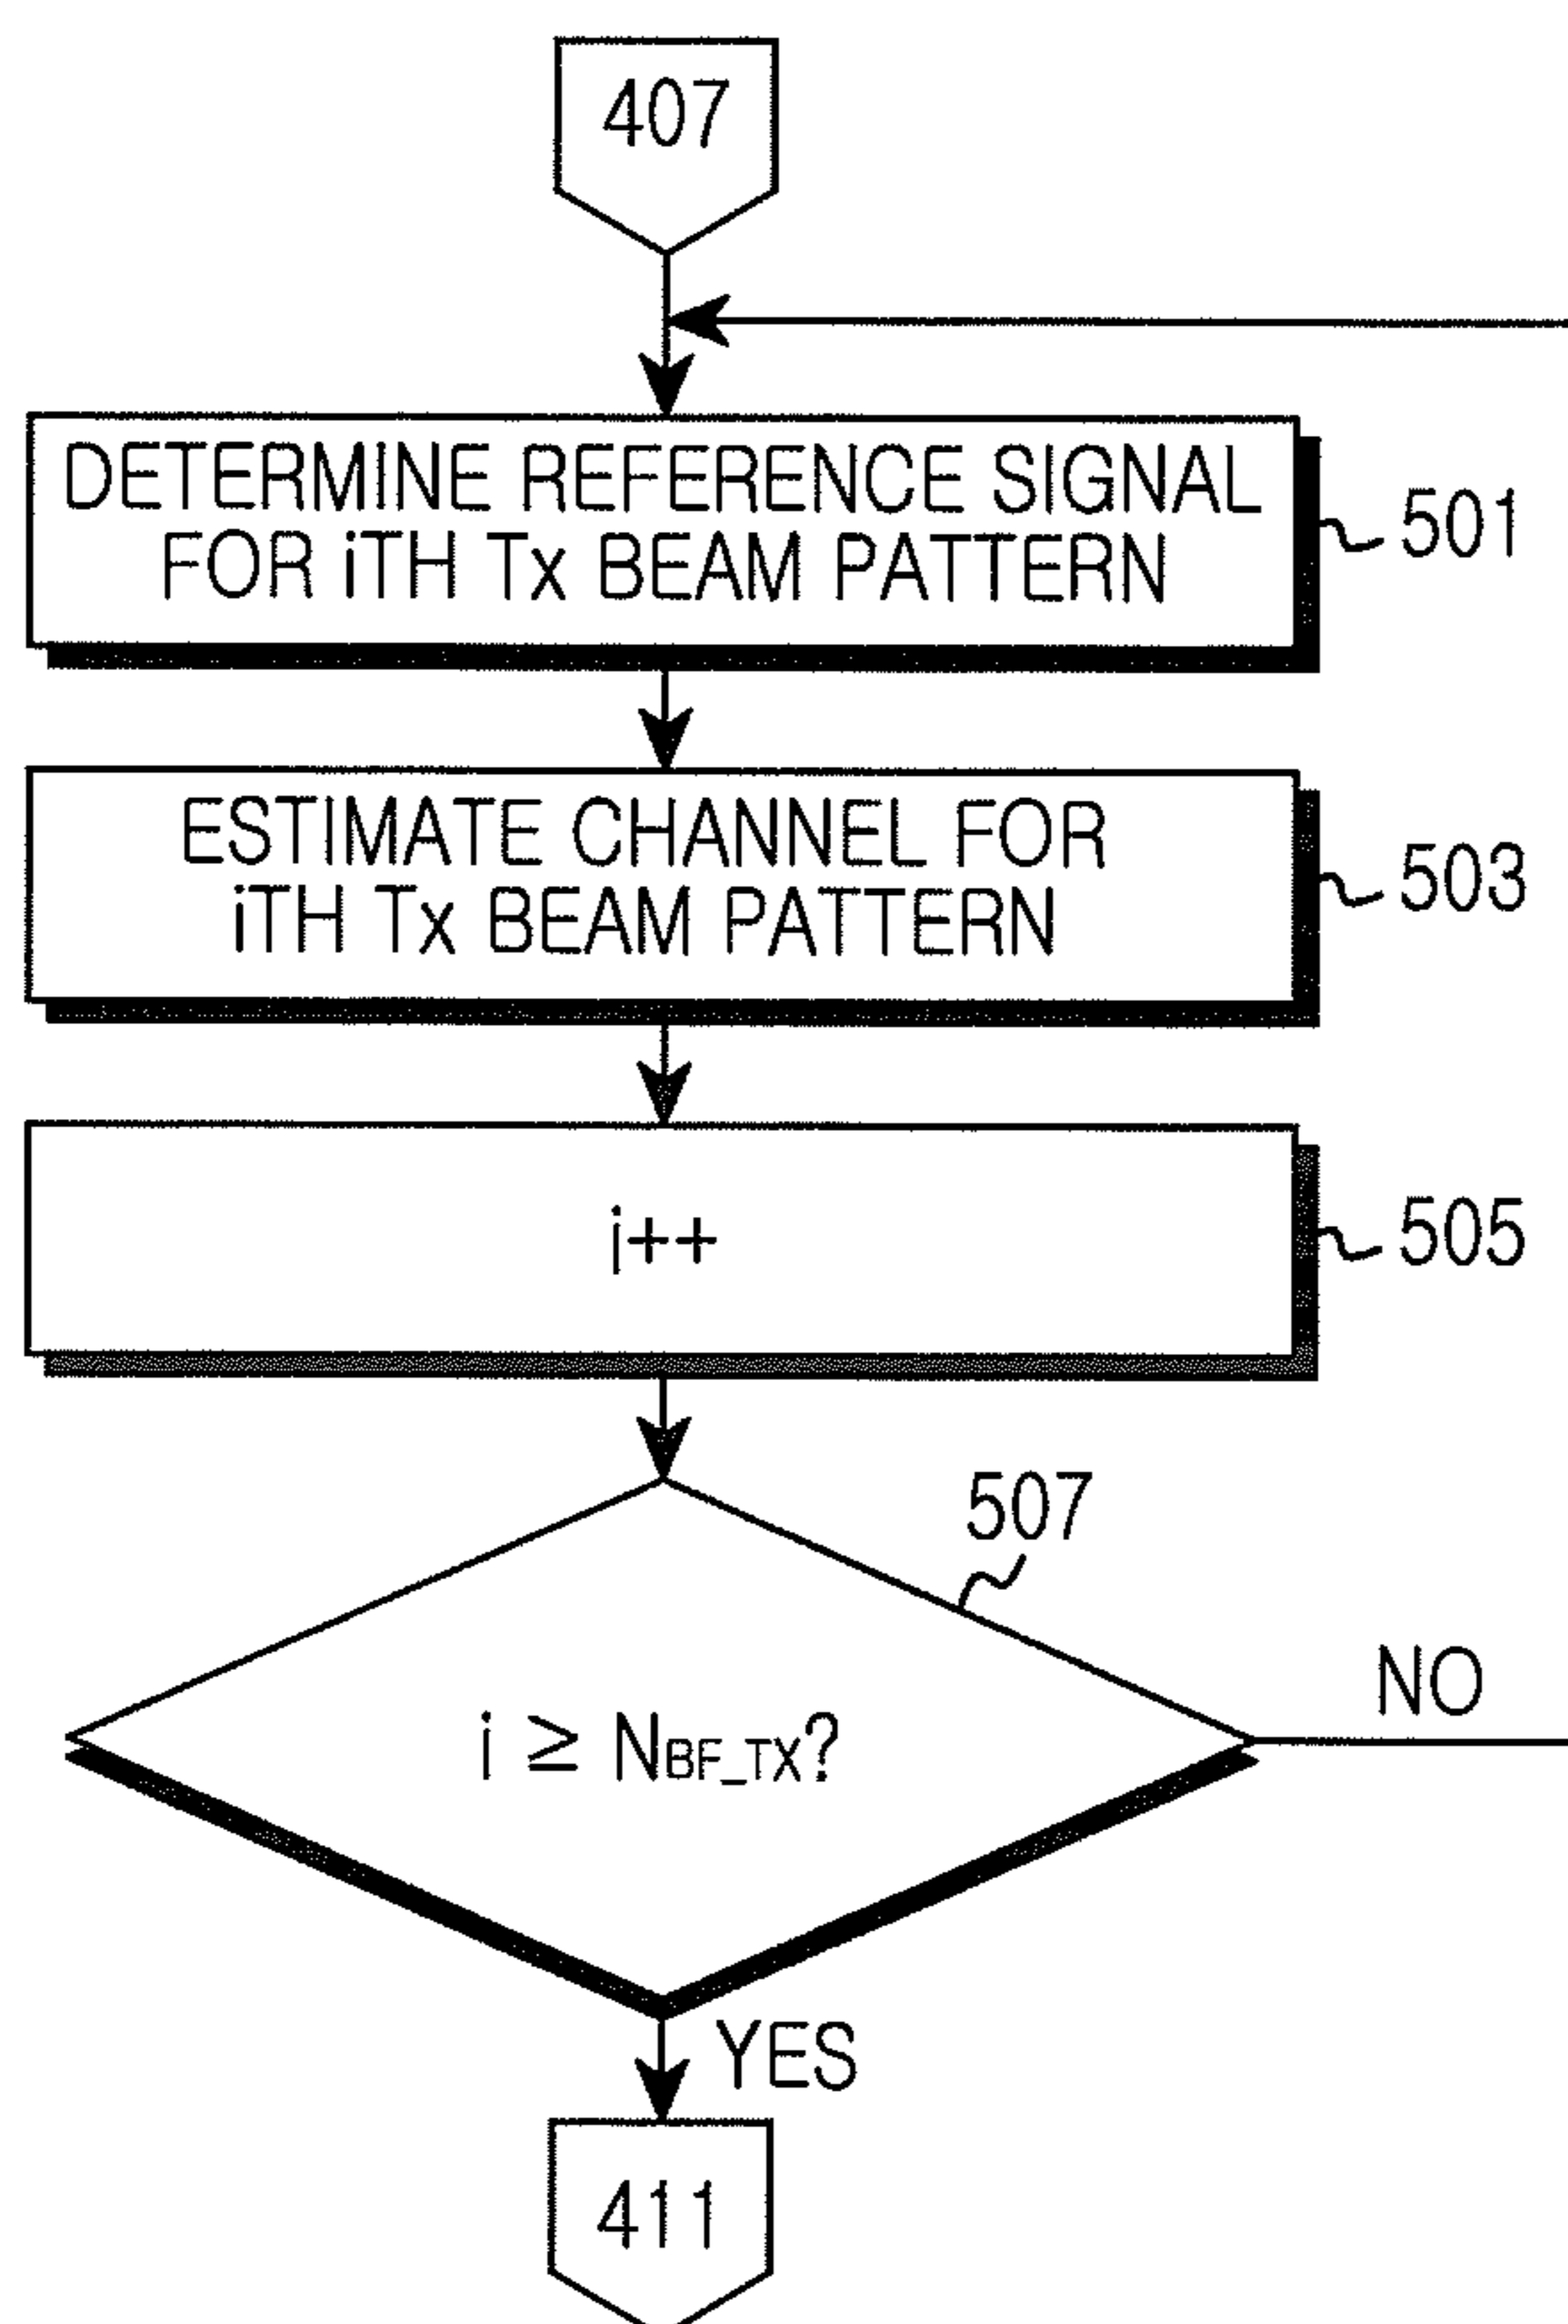 407
DETERMINE REFERENCE SIGNAL
FOR iTH Tx BEAM PATTERN
501
ESTIMATE CHANNEL FOR
iTH Tx BEAM PATTERN
503
i++
505
507
i ≥ NBF_TX?
NO
YES
411